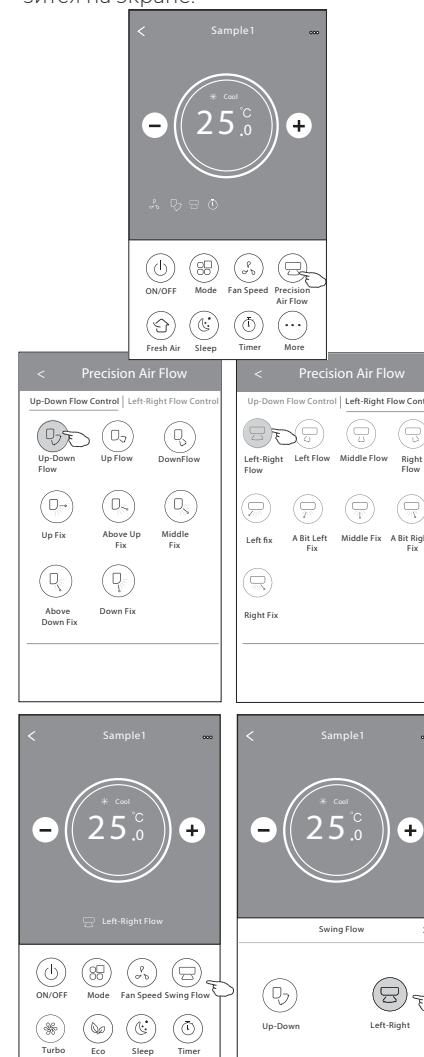 зится на экране.
Sample1
Cool
25.0 °C
ON/OFF Mode Fan Speed Precision Air Flow
Fresh Air Sleep Timer More
Precision Air Flow
Up-Down Flow Control Left-Right Flow Control
Up-Down Flow Up Flow DownFlow
Up Fix Above Up Fix Middle Fix
Above Down Fix Down Fix
Precision Air Flow
Up-Down Flow Control Left-Right Flow Cont
Left-Right Flow Left Flow Middle Flow Right Flow
Left fix A Bit Left Fix Middle Fix A Bit Righ Fix
Right Fix
Sample1
Cool
25.0 °C
Left-Right Flow
ON/OFF Mode Fan Speed Swing Flow
Turbo Eco Sleep Timer
Sample1
Cool
25.0 °C
Swing Flow
Up-Down Left-Right